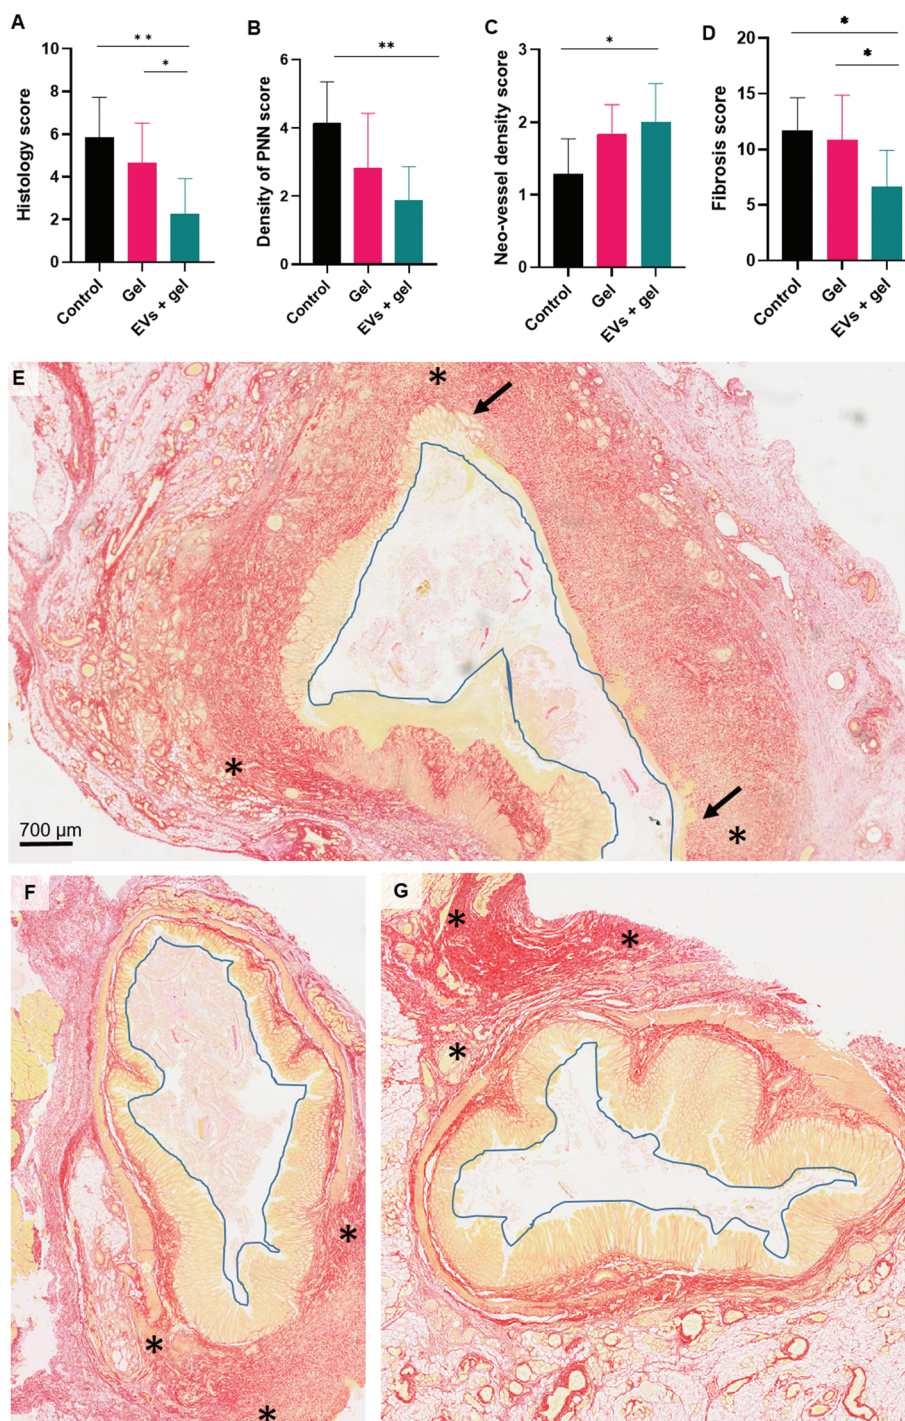 A
Histology score
10
8
6
4
2
0
* *
*
Control
Gel
EVs + gel
B
Density of PNN score
6
4
2
0
**
Control
Gel
EVs + gel
C
Neo-vessel density score
3
2
1
0
*
Control
Gel
EVs + gel
D
Fibrosis score
20
15
10
5
0
*
*
Control
Gel
EVs + gel
E
*
*
*
700 µm
F
*
*
*
G
*
*
*